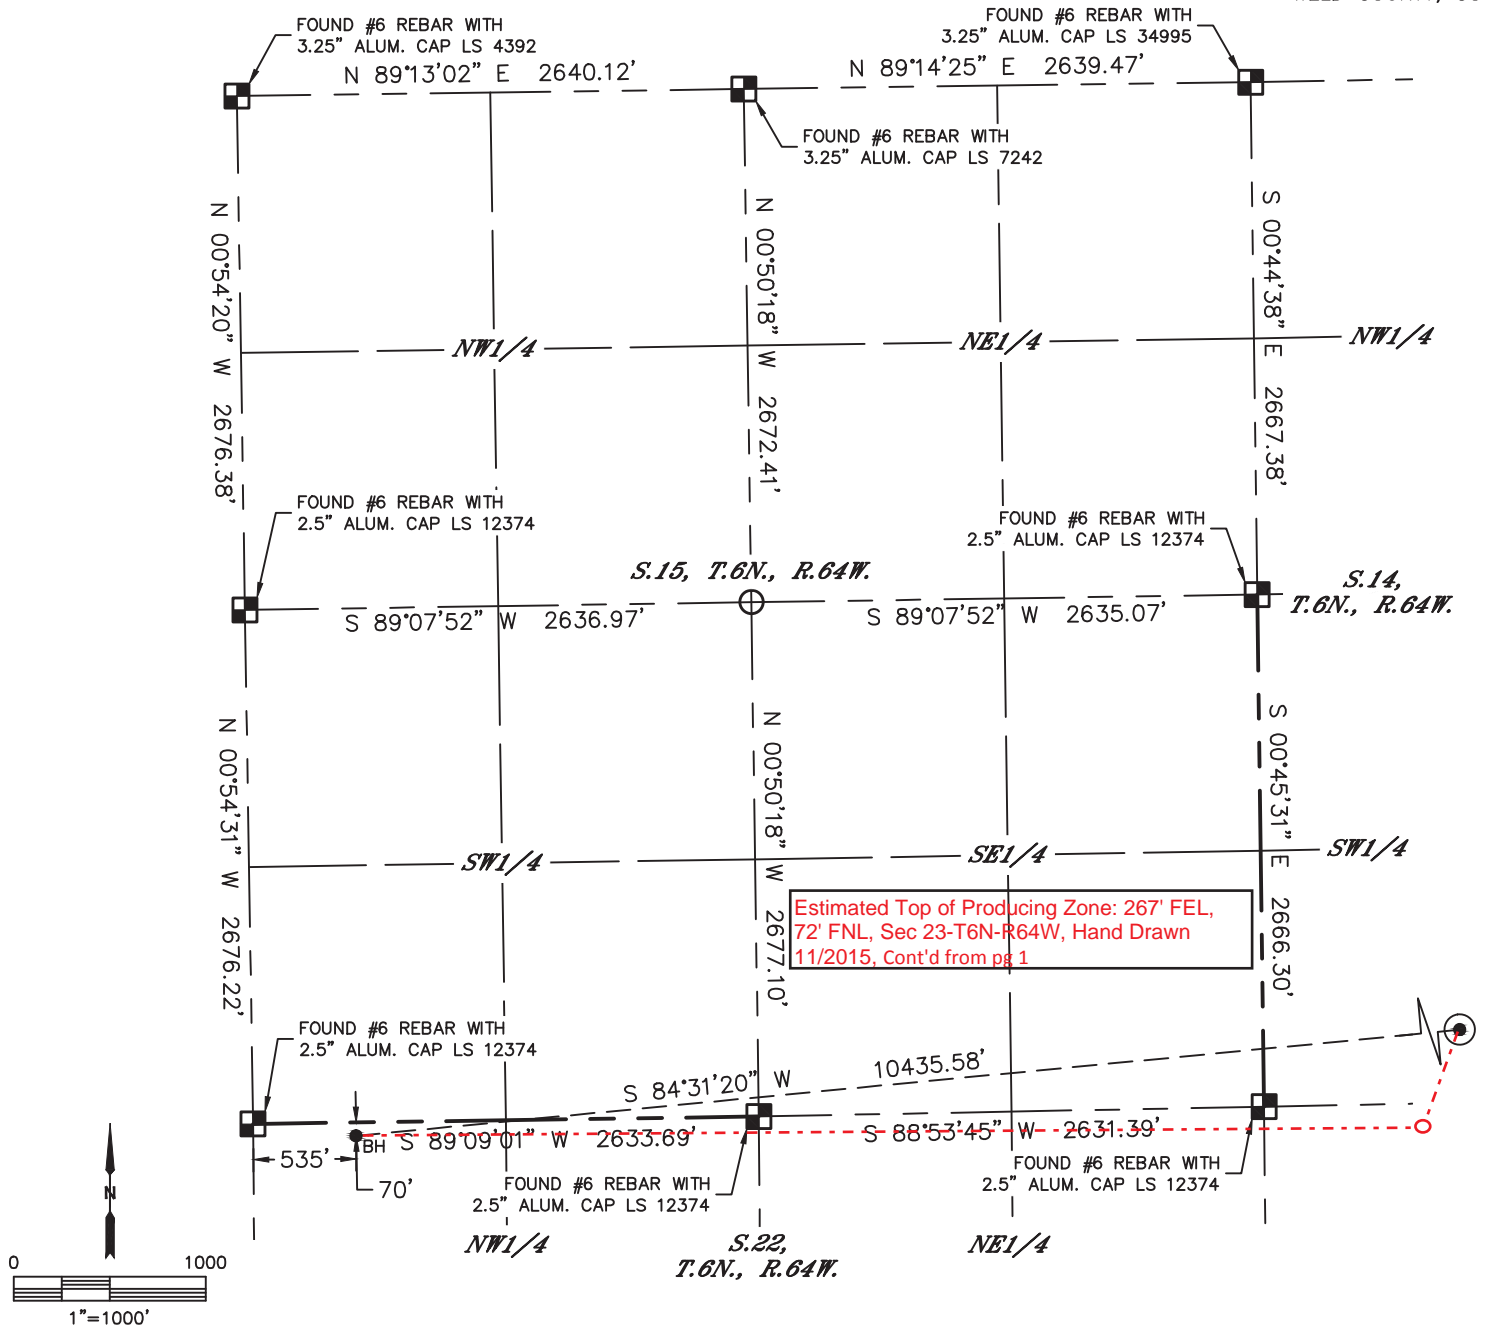 FOUND #6 REBAR WITH
3.25" ALUM. CAP LS 4392
FOUND #6 REBAR WITH
3.25" ALUM. CAP LS 34995
N 89°13'02" E 2640.12'
N 89°14'25" E 2639.47'
FOUND #6 REBAR WITH
3.25" ALUM. CAP LS 7242
N 00°54'20" W 2676.38'
N 00°50'18" W 2672.41'
S 00°44'38" E 2667.38'
NW1/4
NE1/4
NW1/4
FOUND #6 REBAR WITH
2.5" ALUM. CAP LS 12374
FOUND #6 REBAR WITH
2.5" ALUM. CAP LS 12374
S.15, T.6N., R.64W.
S.14,
T.6N., R.64W.
S 89°07'52" W 2636.97'
S 89°07'52" W 2635.07'
N 00°54'31" W 2676.22'
N 00°50'18" W 2677.10'
S 00°45'31" E 2666.30'
SW1/4
SE1/4
SW1/4
Estimated Top of Producing Zone: 267' FEL,
72' FNL, Sec 23-T6N-R64W, Hand Drawn
11/2015, Cont'd from pg 1
FOUND #6 REBAR WITH
2.5" ALUM. CAP LS 12374
S 84°31'20" W 10435.58'
BH
S 89°09'01" W 2633.69'
S 88°53'45" W 2631.39'
535'
70'
FOUND #6 REBAR WITH
2.5" ALUM. CAP LS 12374
FOUND #6 REBAR WITH
2.5" ALUM. CAP LS 12374
N
NW1/4
S.22,
T.6N., R.64W.
NE1/4
0 1000
1"=1000'